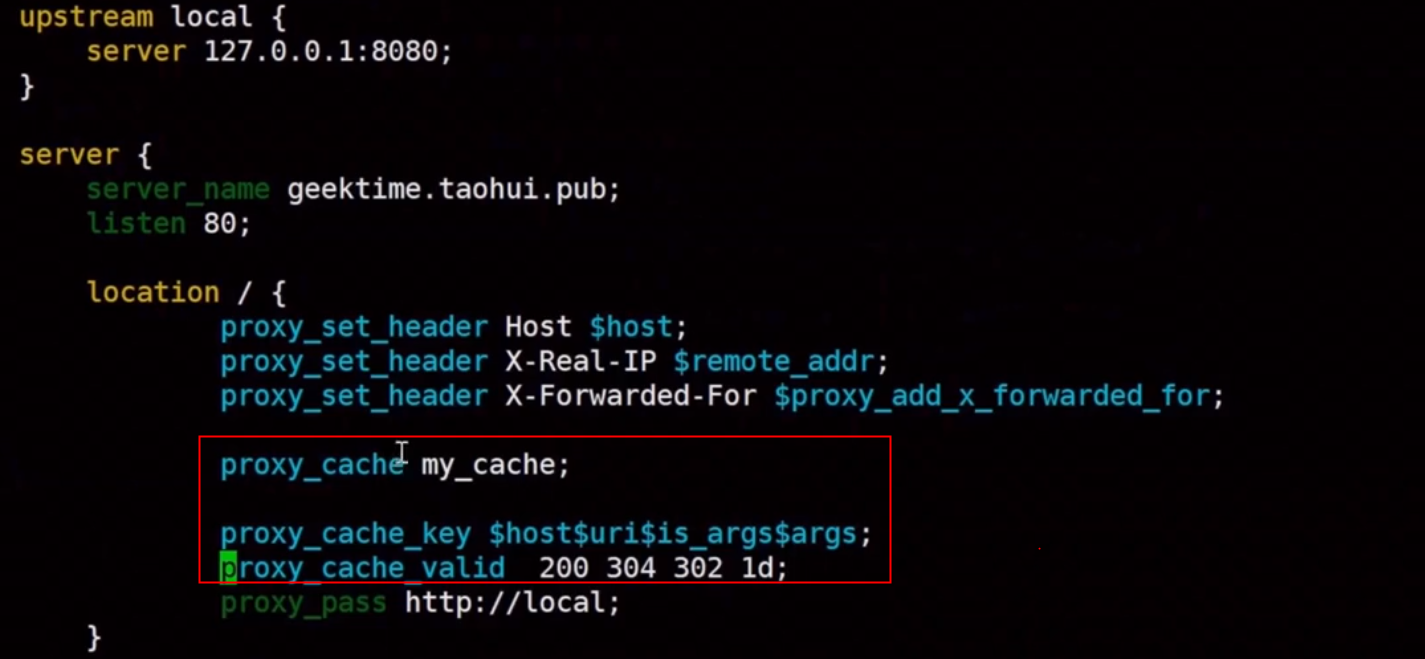 upstream local {
server 127.0.0.1:8080;
}
server {
server_name geektime.taohui.pub;
listen 80;
location / {
proxy_set_header Host $host;
proxy_set_header X-Real-IP $remote_addr;
proxy_set_header X-Forwarded-For $proxy_add_x_forwarded_for;
proxy_cache my_cache;
proxy_cache_key $host$uri$is_args$args;
proxy_cache_valid  200 304 302 1d;
proxy_pass http://local;
}